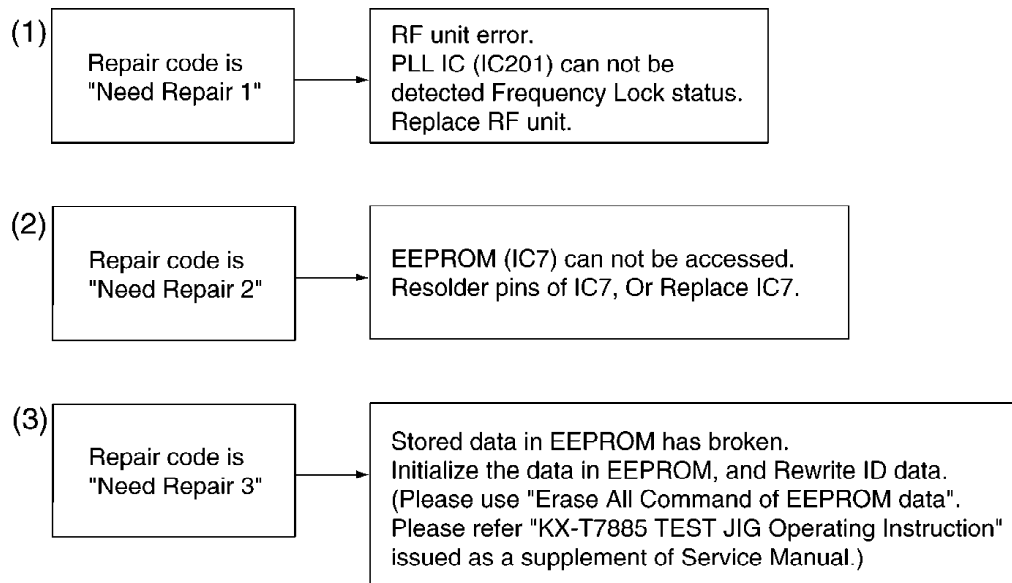 (1)
Repair code is
"Need Repair 1"
RF unit error.
PLL IC (IC201) can not be
detected Frequency Lock status.
Replace RF unit.
(2)
Repair code is
"Need Repair 2"
EEPROM (IC7) can not be accessed.
Resolder pins of IC7, Or Replace IC7.
(3)
Repair code is
"Need Repair 3"
Stored data in EEPROM has broken.
Initialize the data in EEPROM, and Rewrite ID data.
(Please use "Erase All Command of EEPROM data".
Please refer "KX-T7885 TEST JIG Operating Instruction"
issued as a supplement of Service Manual.)